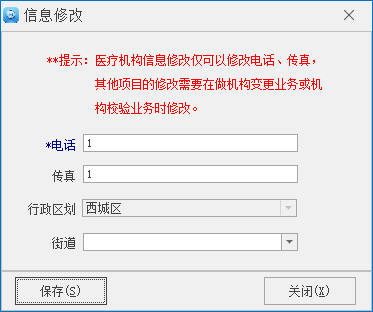 信息修改
**提示：医疗机构信息修改仅可以修改电话、传真，
其他项目的修改需要在做机构变更业务或机
构校验业务时修改。
*电话 1
传真 1
行政区划 西城区
街道
保存(S) 关闭(X)